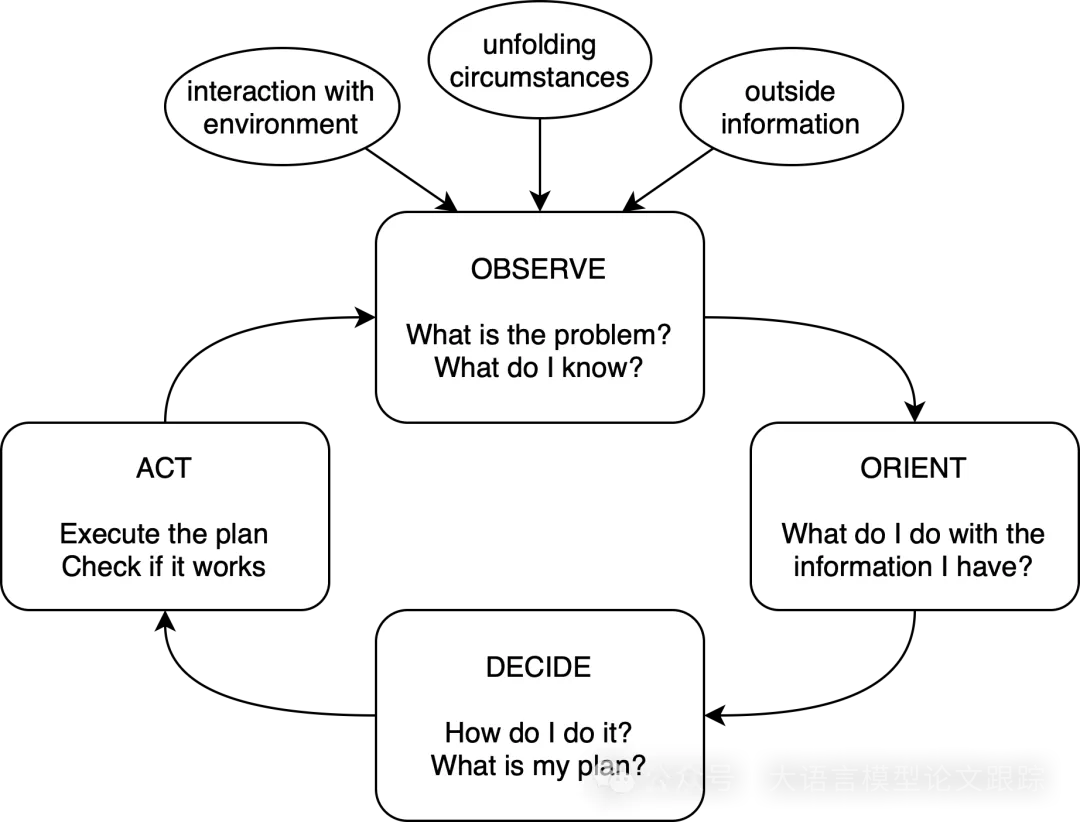 interaction with
environment
unfolding
circumstances
outside
information
OBSERVE
What is the problem?
What do I know?
ACT
Execute the plan
Check if it works
ORIENT
What do I do with the
information I have?
DECIDE
How do I do it?
What is my plan?
公众号 大语言模型论文跟踪